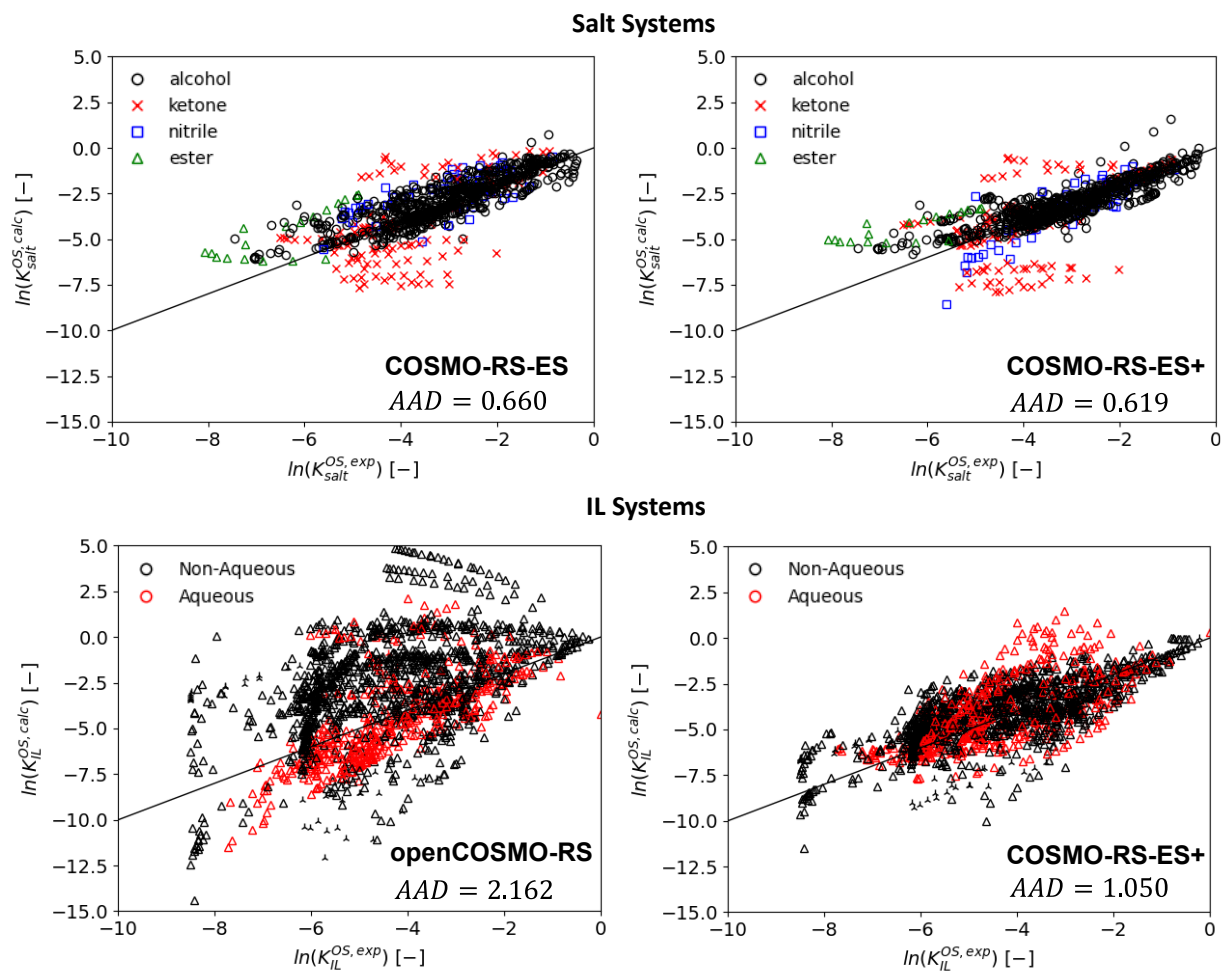 Salt Systems
5.0
2.5
0.0
−2.5
−5.0
−7.5
−10.0
−12.5
−15.0
ln(K_salt^OS,calc) [−]
alcohol
ketone
nitrile
ester
COSMO-RS-ES
AAD = 0.660
−10 −8 −6 −4 −2 0
ln(K_salt^OS,exp) [−]
5.0
2.5
0.0
−2.5
−5.0
−7.5
−10.0
−12.5
−15.0
ln(K_salt^OS,calc) [−]
alcohol
ketone
nitrile
ester
COSMO-RS-ES+
AAD = 0.619
−10 −8 −6 −4 −2 0
ln(K_salt^OS,exp) [−]
IL Systems
5.0
2.5
0.0
−2.5
−5.0
−7.5
−10.0
−12.5
−15.0
ln(K_IL^OS,calc) [−]
Non-Aqueous
Aqueous
openCOSMO-RS
AAD = 2.162
−10 −8 −6 −4 −2 0
ln(K_IL^OS,exp) [−]
5.0
2.5
0.0
−2.5
−5.0
−7.5
−10.0
−12.5
−15.0
ln(K_IL^OS,calc) [−]
Non-Aqueous
Aqueous
COSMO-RS-ES+
AAD = 1.050
−10 −8 −6 −4 −2 0
ln(K_IL^OS,exp) [−]